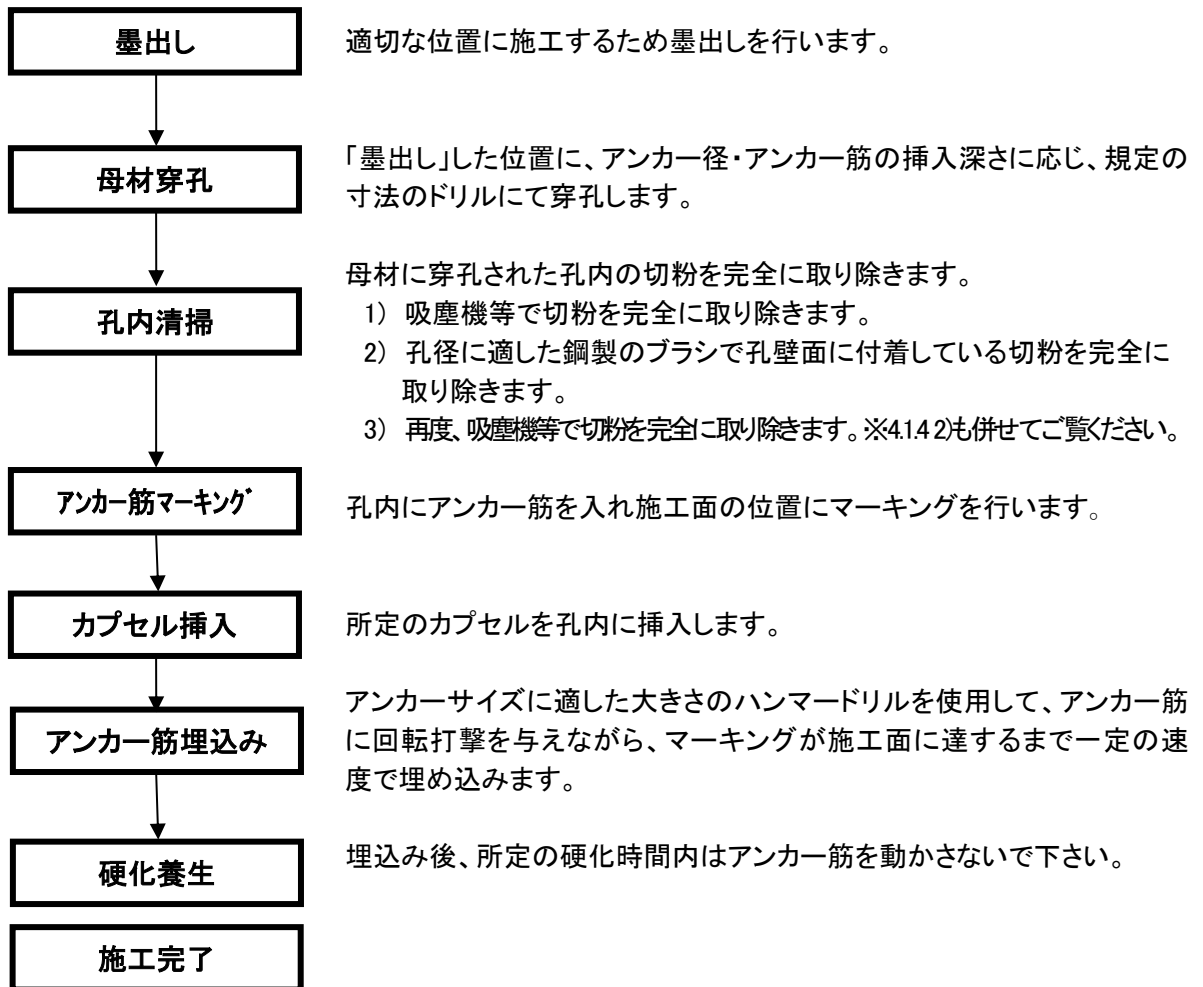 墨出し
適切な位置に施工するため墨出しを行います。
母材穿孔
「墨出し」した位置に、アンカー径・アンカー筋の挿入深さに応じ、規定の
寸法のドリルにて穿孔します。
孔内清掃
母材に穿孔された孔内の切粉を完全に取り除きます。
1) 吸塵機等で切粉を完全に取り除きます。
2) 孔径に適した鋼製のブラシで孔壁面に付着している切粉を完全に
取り除きます。
3) 再度、吸塵機等で切粉を完全に取り除きます。※4.1.4 2)も併せてご覧ください。
アンカー筋マーキング
孔内にアンカー筋を入れ施工面の位置にマーキングを行います。
カプセル挿入
所定のカプセルを孔内に挿入します。
アンカー筋埋込み
アンカーサイズに適した大きさのハンマードリルを使用して、アンカー筋
に回転打撃を与えながら、マーキングが施工面に達するまで一定の速
度で埋め込みます。
硬化養生
埋込み後、所定の硬化時間内はアンカー筋を動かさないで下さい。
施工完了